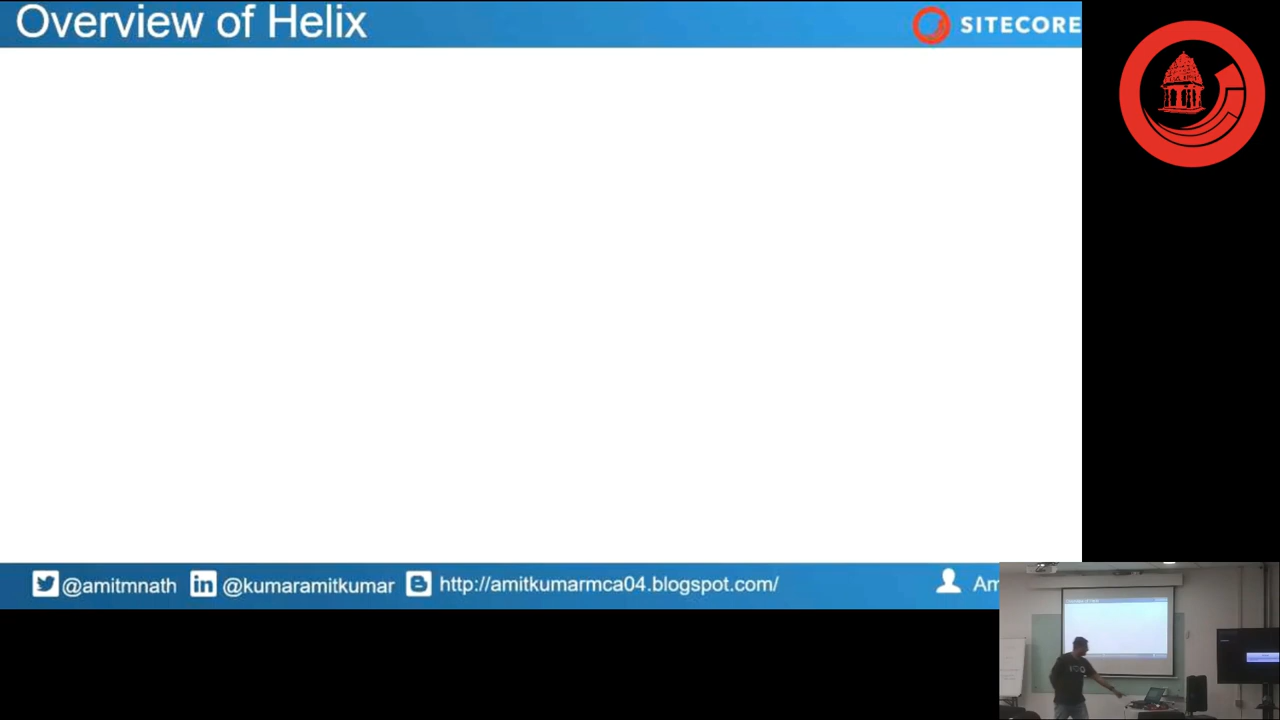 Overview of Helix
SITECORE
@amitmnath
@kumaramitkumar
http://amitkumarmca04.blogspot.com/
Am